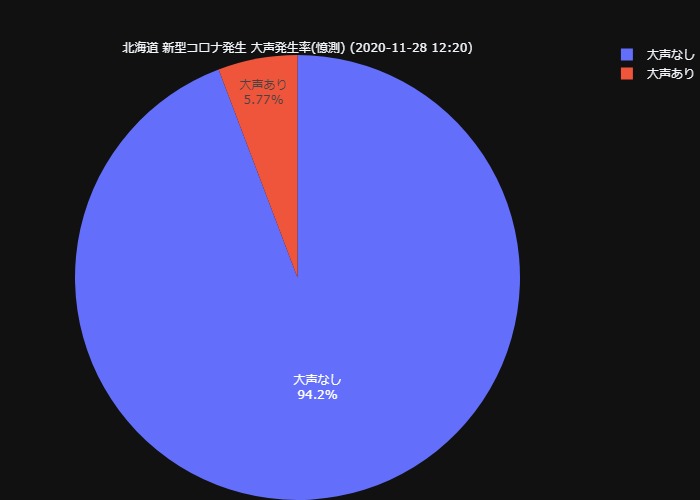 北海道 新型コロナ発生 大声発生率(憶測) (2020-11-28 12:20)
大声なし
大声あり
大声あり
5.77%
大声なし
94.2%